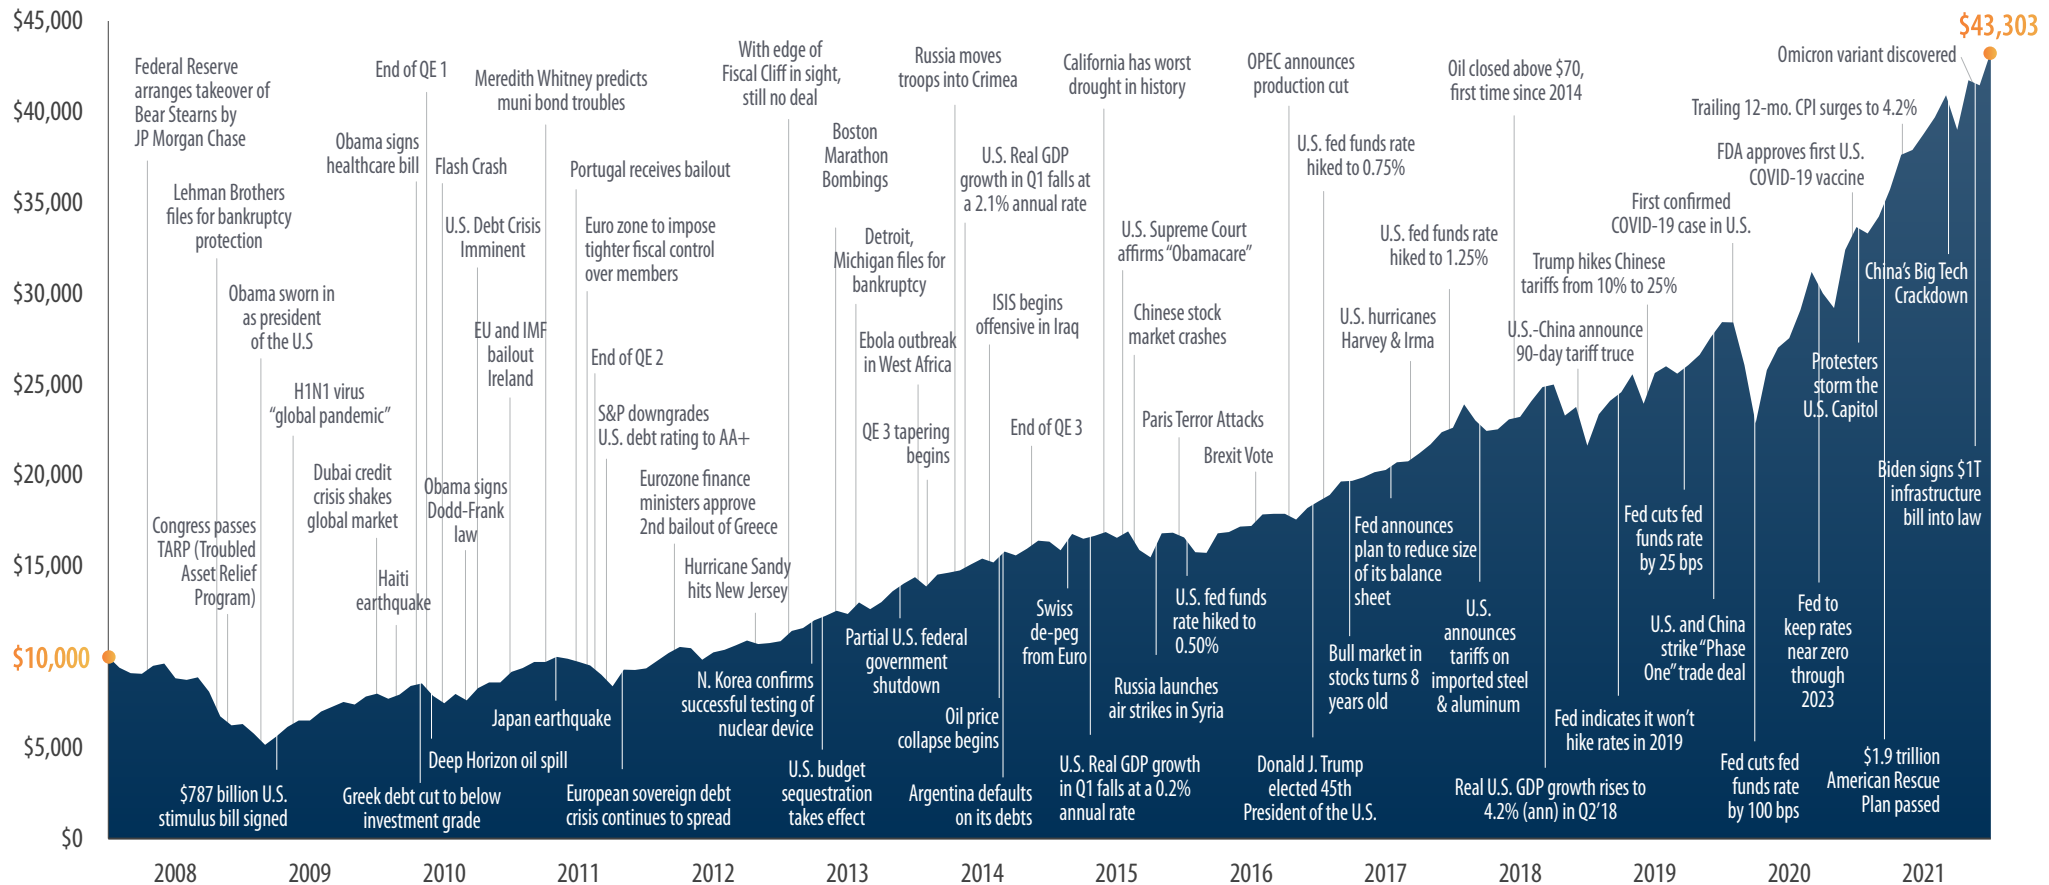 $45,000
$40,000
$35,000
$30,000
$25,000
$20,000
$15,000
$10,000
$5,000
$0
Federal Reserve
arranges takeover of
Bear Stearns by
JP Morgan Chase
Lehman Brothers
files for bankruptcy
protection
Obama sworn in
as president
of the U.S
H1N1 virus
“global pandemic”
Congress passes
TARP (Troubled
Asset Relief
Program)
Dubai credit
crisis shakes
global market
Haiti
earthquake
End of QE 1
Obama signs
healthcare bill
Flash Crash
U.S. Debt Crisis
Imminent
EU and IMF
bailout
Ireland
Obama signs
Dodd-Frank
law
Meredith Whitney predicts
muni bond troubles
Portugal receives bailout
Euro zone to impose
tighter fiscal control
over members
End of QE 2
S&P downgrades
U.S. debt rating to AA+
Eurozone finance
ministers approve
2nd bailout of Greece
Hurricane Sandy
hits New Jersey
With edge of
Fiscal Cliff in sight,
still no deal
Boston
Marathon
Bombings
Detroit,
Michigan files for
bankruptcy
Ebola outbreak
in West Africa
QE 3 tapering
begins
Russia moves
troops into Crimea
U.S. Real GDP
growth in Q1 falls at
a 2.1% annual rate
ISIS begins
offensive in Iraq
End of QE 3
California has worst
drought in history
U.S. Supreme Court
affirms “Obamacare”
Chinese stock
market crashes
Paris Terror Attacks
Brexit Vote
OPEC announces
production cut
U.S. fed funds rate
hiked to 0.75%
U.S. hurricanes
Harvey & Irma
U.S. fed funds rate
hiked to 1.25%
Oil closed above $70,
first time since 2014
U.S.-China announce
90-day tariff truce
Trump hikes Chinese
tariffs from 10% to 25%
First confirmed
COVID-19 case in U.S.
FDA approves first U.S.
COVID-19 vaccine
Trailing 12-mo. CPI surges to 4.2%
Omicron variant discovered
$43,303
$787 billion U.S.
stimulus bill signed
Greek debt cut to below
investment grade
Deep Horizon oil spill
Japan earthquake
European sovereign debt
crisis continues to spread
N. Korea confirms
successful testing of
nuclear device
U.S. budget
sequestration
takes effect
Partial U.S. federal
government
shutdown
Oil price
collapse begins
Argentina defaults
on its debts
Swiss
de-peg
from Euro
U.S. Real GDP growth
in Q1 falls at a 0.2%
annual rate
Russia launches
air strikes in Syria
U.S. fed funds
rate hiked to
0.50%
Donald J. Trump
elected 45th
President of the U.S.
Bull market in
stocks turns 8
years old
Fed announces
plan to reduce size
of its balance
sheet
U.S.
announces
tariffs on
imported steel
& aluminum
Real U.S. GDP growth rises to
4.2% (ann) in Q2’18
Fed indicates it won’t
hike rates in 2019
Fed cuts fed
funds rate
by 25 bps
U.S. and China
strike “Phase
One” trade deal
Fed cuts fed
funds rate
by 100 bps
Fed to
keep rates
near zero
through
2023
Protesters
storm the
U.S. Capitol
$1.9 trillion
American Rescue
Plan passed
China’s Big Tech
Crackdown
Biden signs $1T
infrastructure
bill into law
2008
2009
2010
2011
2012
2013
2014
2015
2016
2017
2018
2019
2020
2021